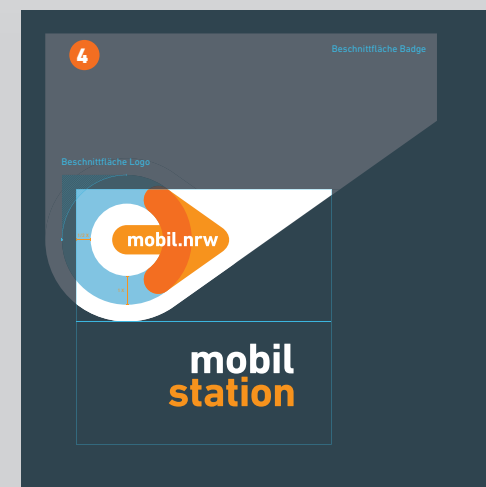 4
Beschnittfläche Badge
Beschnittfläche Logo
mobil.nrw
mobil
station